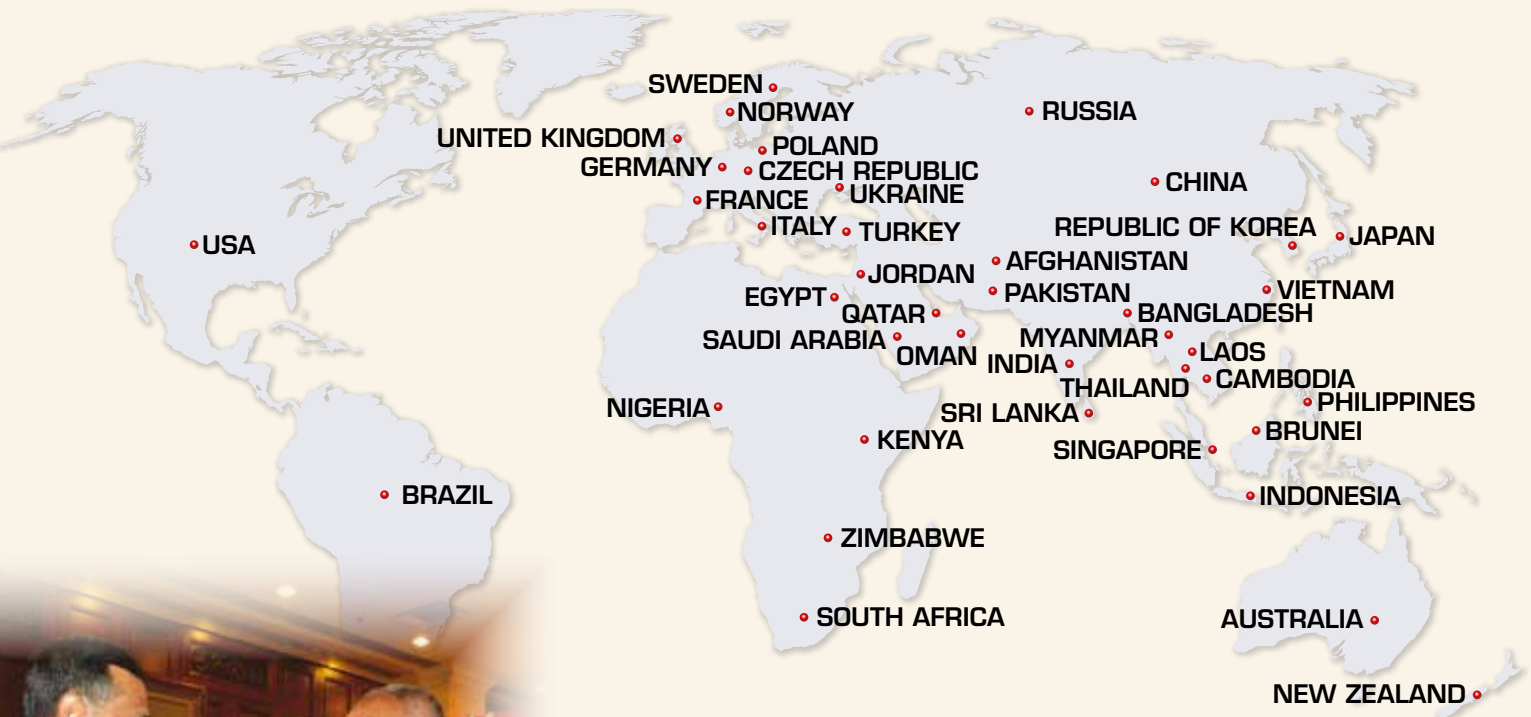 SWEDEN
NORWAY
RUSSIA
UNITED KINGDOM
POLAND
GERMANY
CZECH REPUBLIC
CHINA
UKRAINE
FRANCE
ITALY
TURKEY
REPUBLIC OF KOREA
JAPAN
USA
AFGHANISTAN
JORDAN
PAKISTAN
VIETNAM
EGYPT
QATAR
BANGLADESH
SAUDI ARABIA
MYANMAR
OMAN
LAOS
INDIA
CAMBODIA
THAILAND
PHILIPPINES
NIGERIA
SRI LANKA
BRUNEI
KENYA
SINGAPORE
BRAZIL
INDONESIA
ZIMBABWE
SOUTH AFRICA
AUSTRALIA
NEW ZEALAND